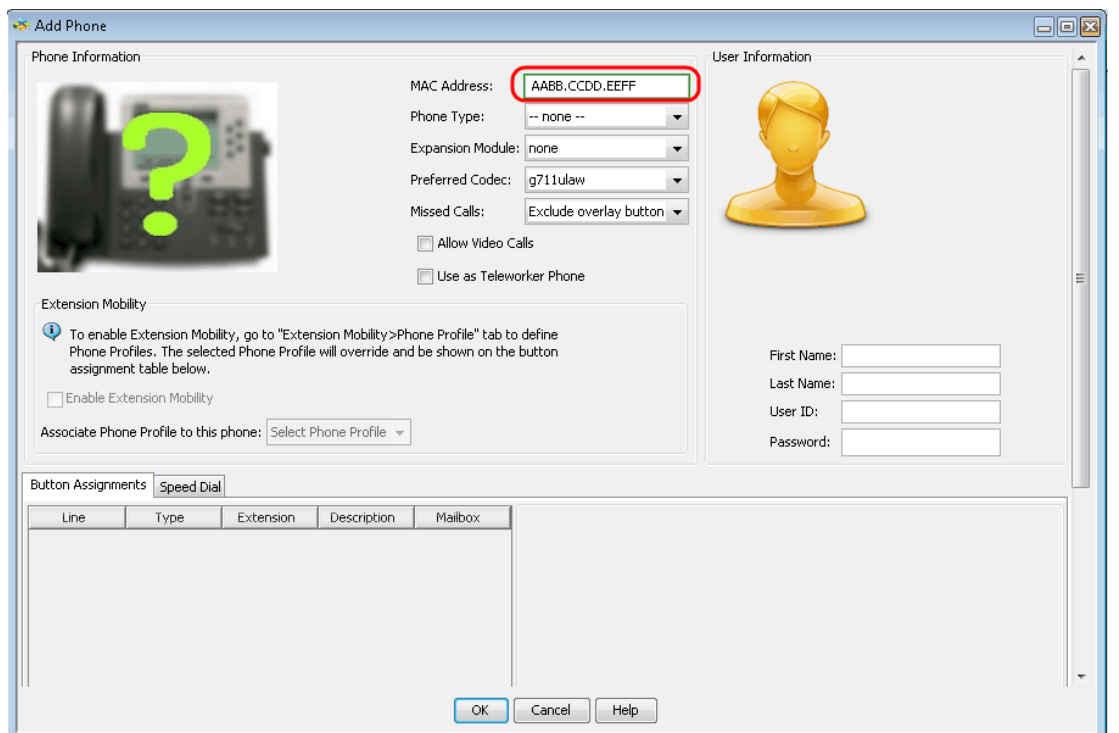 Add Phone
Phone Information
MAC Address: AABB.CCDD.EEFF
Phone Type: -- none --
Expansion Module: none
Preferred Codec: g711ulaw
Missed Calls: Exclude overlay button
Allow Video Calls
Use as Teleworker Phone
Extension Mobility
To enable Extension Mobility, go to "Extension Mobility>Phone Profile" tab to define
Phone Profiles. The selected Phone Profile will override and be shown on the button
assignment table below.
Enable Extension Mobility
Associate Phone Profile to this phone: Select Phone Profile
User Information
First Name:
Last Name:
User ID:
Password:
Button Assignments Speed Dial
Line Type Extension Description Mailbox
OK Cancel Help